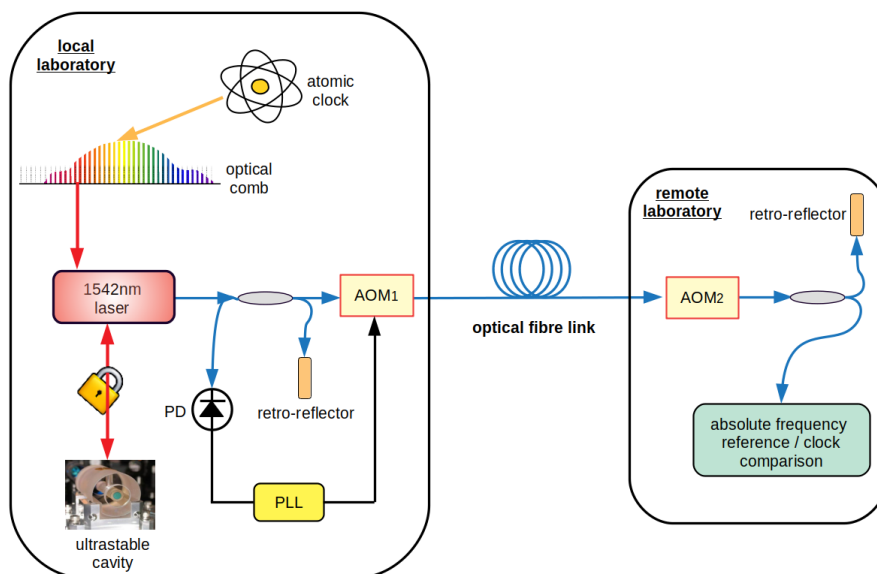 local
laboratory
atomic
clock
optical
comb
1542nm
laser
AOM1
PD
retro-reflector
PLL
ultrastable
cavity
optical fibre link
remote
laboratory
retro-reflector
AOM2
absolute frequency
reference / clock
comparison